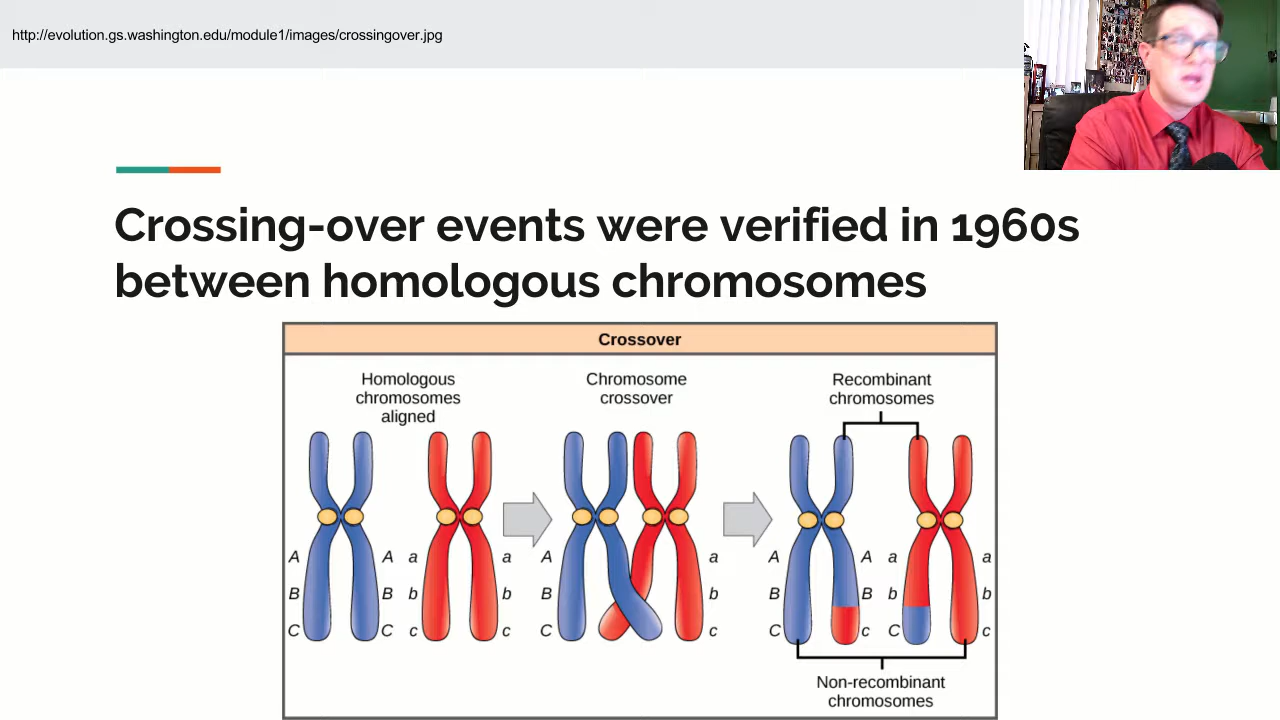 http://evolution.gs.washington.edu/module1/images/crossingover.jpg
Crossing-over events were verified in 1960s
between homologous chromosomes
Crossover
Homologous
chromosomes
aligned
Chromosome
crossover
Recombinant
chromosomes
A A a a A a A A a a
B B b b B b B B b b
C C c c C c C c C c
Non-recombinant
chromosomes